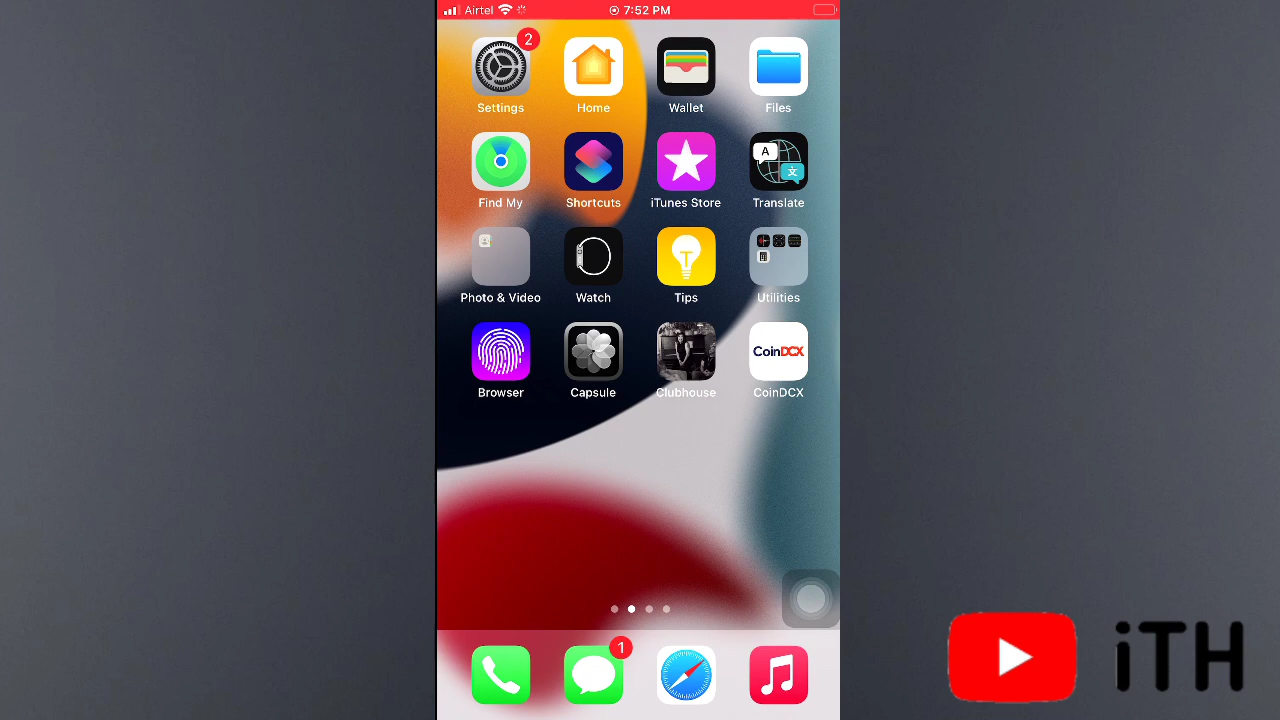 Airtel 7:52 PM
2
Settings Home Wallet Files
A 文
Find My Shortcuts iTunes Store Translate
Photo & Video Watch Tips Utilities
CoinDCX
Browser Capsule Clubhouse CoinDCX
1
iTH